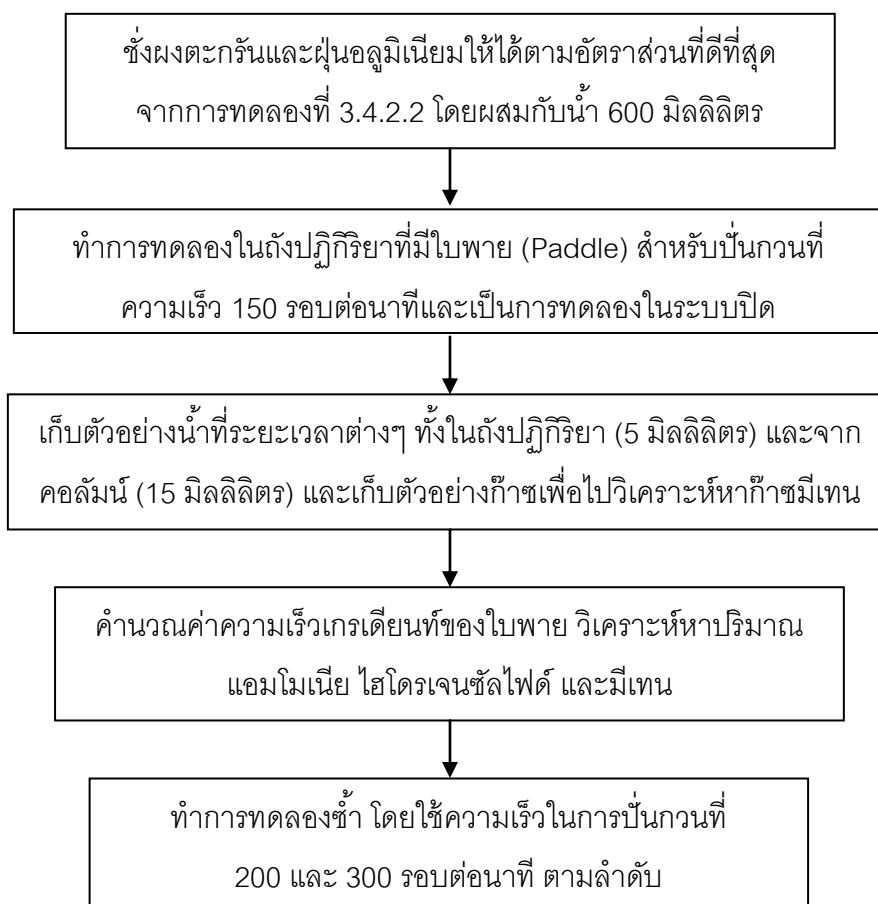 ชั่งผงตะกรันและฝุ่นอลูมิเนียมให้ได้ตามอัตราส่วนที่ดีที่สุด
จากการทดลองที่ 3.4.2.2 โดยผสมกับน้ำ 600 มิลลิลิตร
ทำการทดลองในถังปฏิกิริยาที่มีใบพาย (Paddle) สำหรับปั่นกวนที่
ความเร็ว 150 รอบต่อนาทีและเป็นการทดลองในระบบปิด
เก็บตัวอย่างน้ำที่ระยะเวลาต่างๆ ทั้งในถังปฏิกิริยา (5 มิลลิลิตร) และจาก
คอลัมน์ (15 มิลลิลิตร) และเก็บตัวอย่างก๊าซเพื่อไปวิเคราะห์หาก๊าซมีเทน
คำนวณค่าความเร็วเกรเดียนท์ของใบพาย วิเคราะห์หาปริมาณ
แอมโมเนีย ไฮโดรเจนซัลไฟด์ และมีเทน
ทำการทดลองซ้ำ โดยใช้ความเร็วในการปั่นกวนที่
200 และ 300 รอบต่อนาที ตามลำดับ